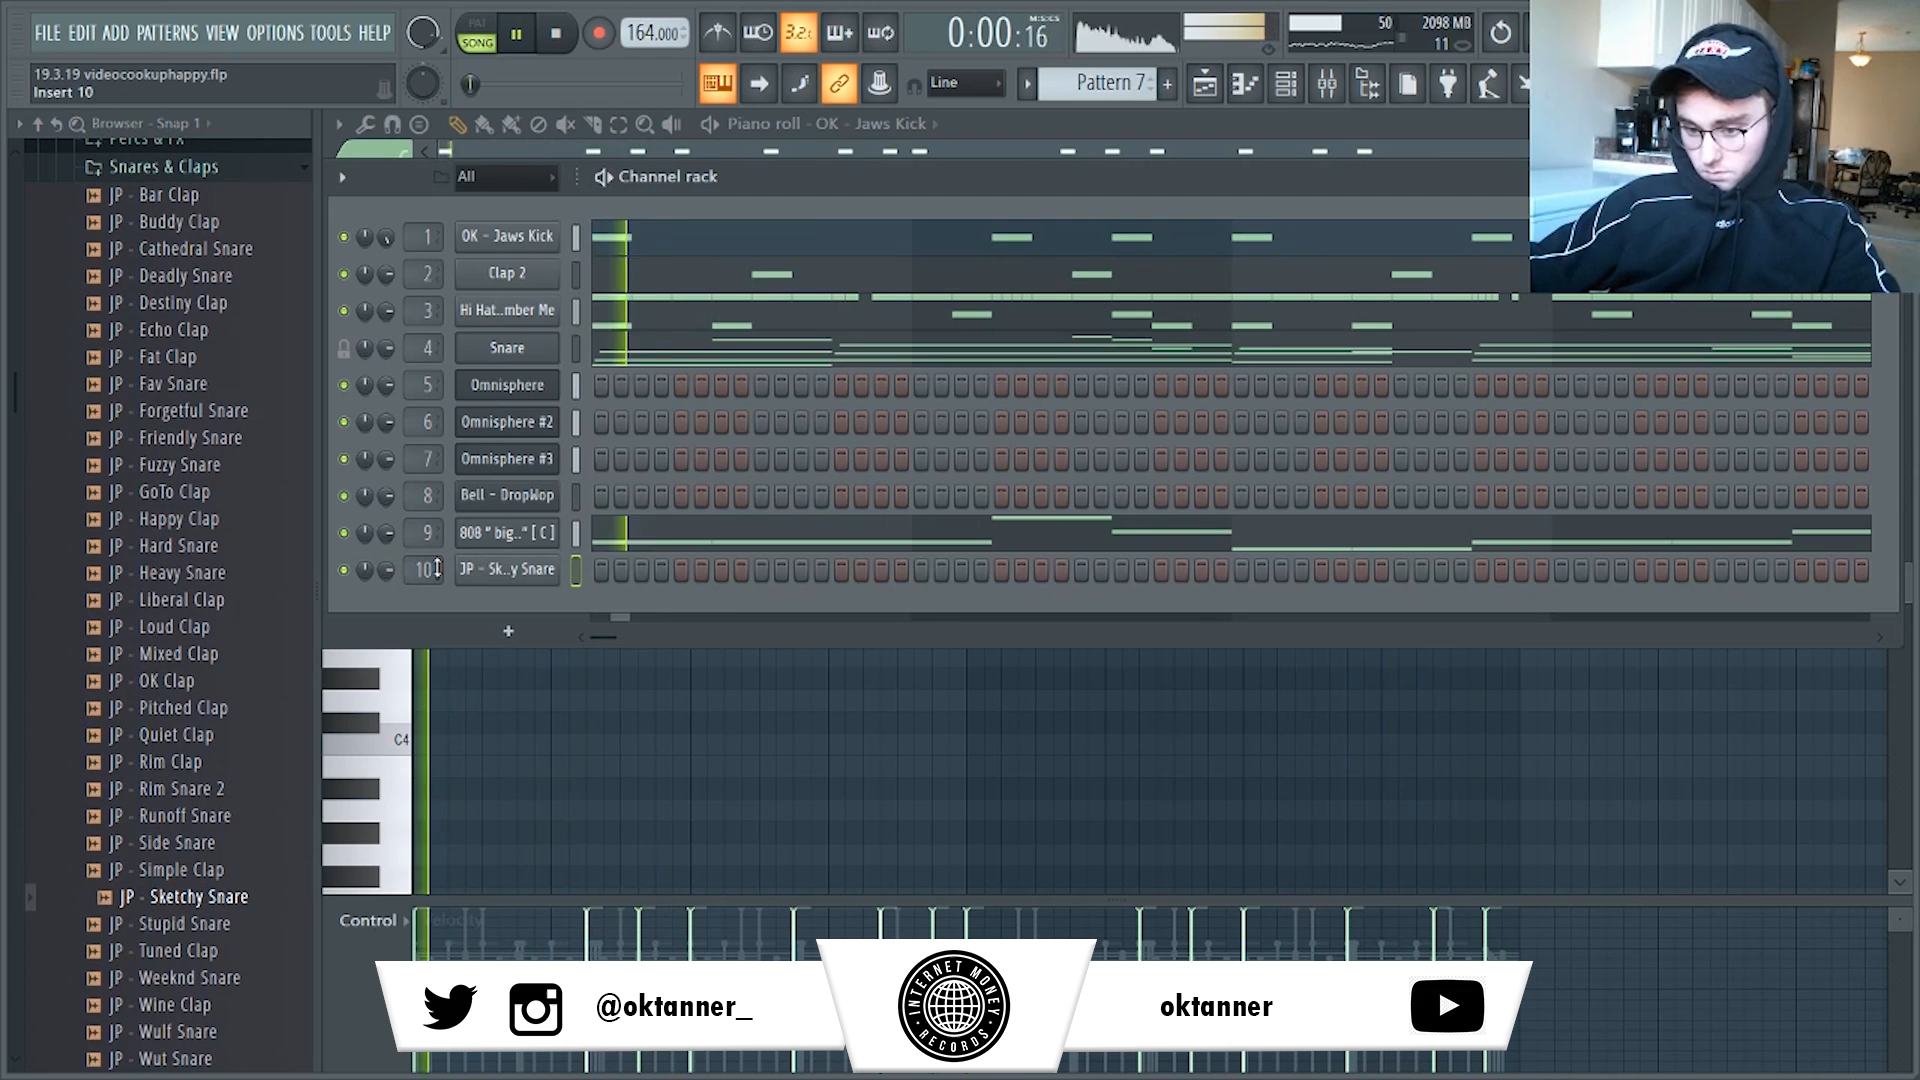 FILE EDIT ADD PATTERNS VIEW OPTIONS TOOLS HELP
PAT
SONG
164.000
3.2.1
0:00:16
M:S:CS
50
2098 MB
11
19.3.19 videocookuphappy.flp
Insert 10
Line
Pattern 7
Browser - Snap 1
Piano roll - OK - Jaws Kick
Percs & FX
Snares & Claps
JP - Bar Clap
JP - Buddy Clap
JP - Cathedral Snare
JP - Deadly Snare
JP - Destiny Clap
JP - Echo Clap
JP - Fat Clap
JP - Fav Snare
JP - Forgetful Snare
JP - Friendly Snare
JP - Fuzzy Snare
JP - GoTo Clap
JP - Happy Clap
JP - Hard Snare
JP - Heavy Snare
JP - Liberal Clap
JP - Loud Clap
JP - Mixed Clap
JP - OK Clap
JP - Pitched Clap
JP - Quiet Clap
JP - Rim Clap
JP - Rim Snare 2
JP - Runoff Snare
JP - Side Snare
JP - Simple Clap
JP - Sketchy Snare
JP - Stupid Snare
JP - Tuned Clap
JP - Weeknd Snare
JP - Wine Clap
JP - Wulf Snare
JP - Wut Snare
All
Channel rack
1 OK - Jaws Kick
2 Clap 2
3 Hi Hat..mber Me
4 Snare
5 Omnisphere
6 Omnisphere #2
7 Omnisphere #3
8 Bell - DropWop
9 808 " big.." [ C ]
10 JP - Sk..y Snare
C4
Control
Velocity
@oktanner_
INTERNET MONEY
RECORDS
oktanner